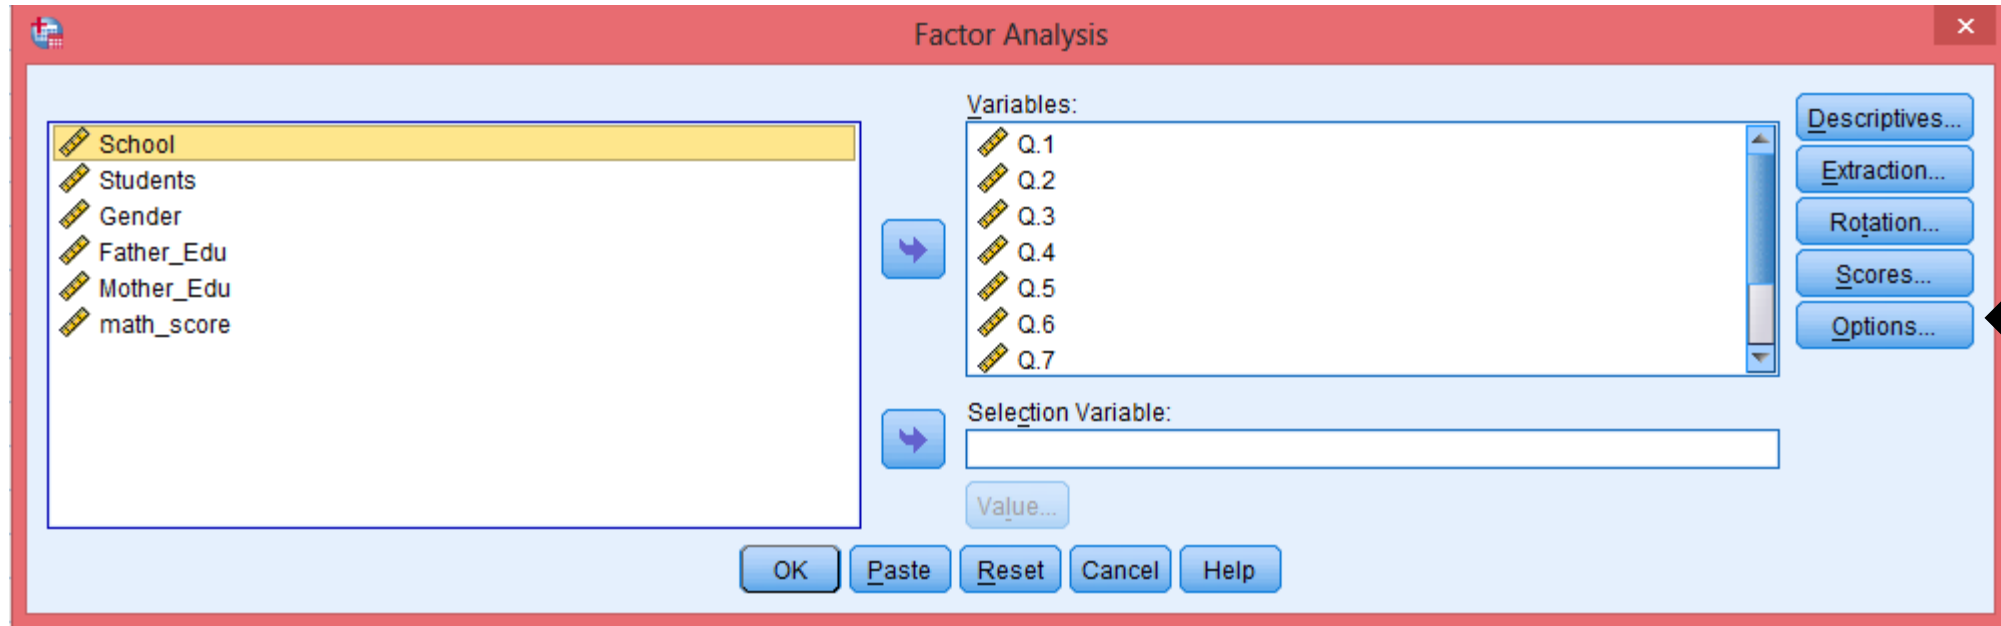 Factor Analysis
School
Students
Gender
Father_Edu
Mother_Edu
math_score
Variables:
Q.1
Q.2
Q.3
Q.4
Q.5
Q.6
Q.7
Selection Variable:
Value...
Descriptives...
Extraction...
Rotation...
Scores...
Options...
OK Paste Reset Cancel Help